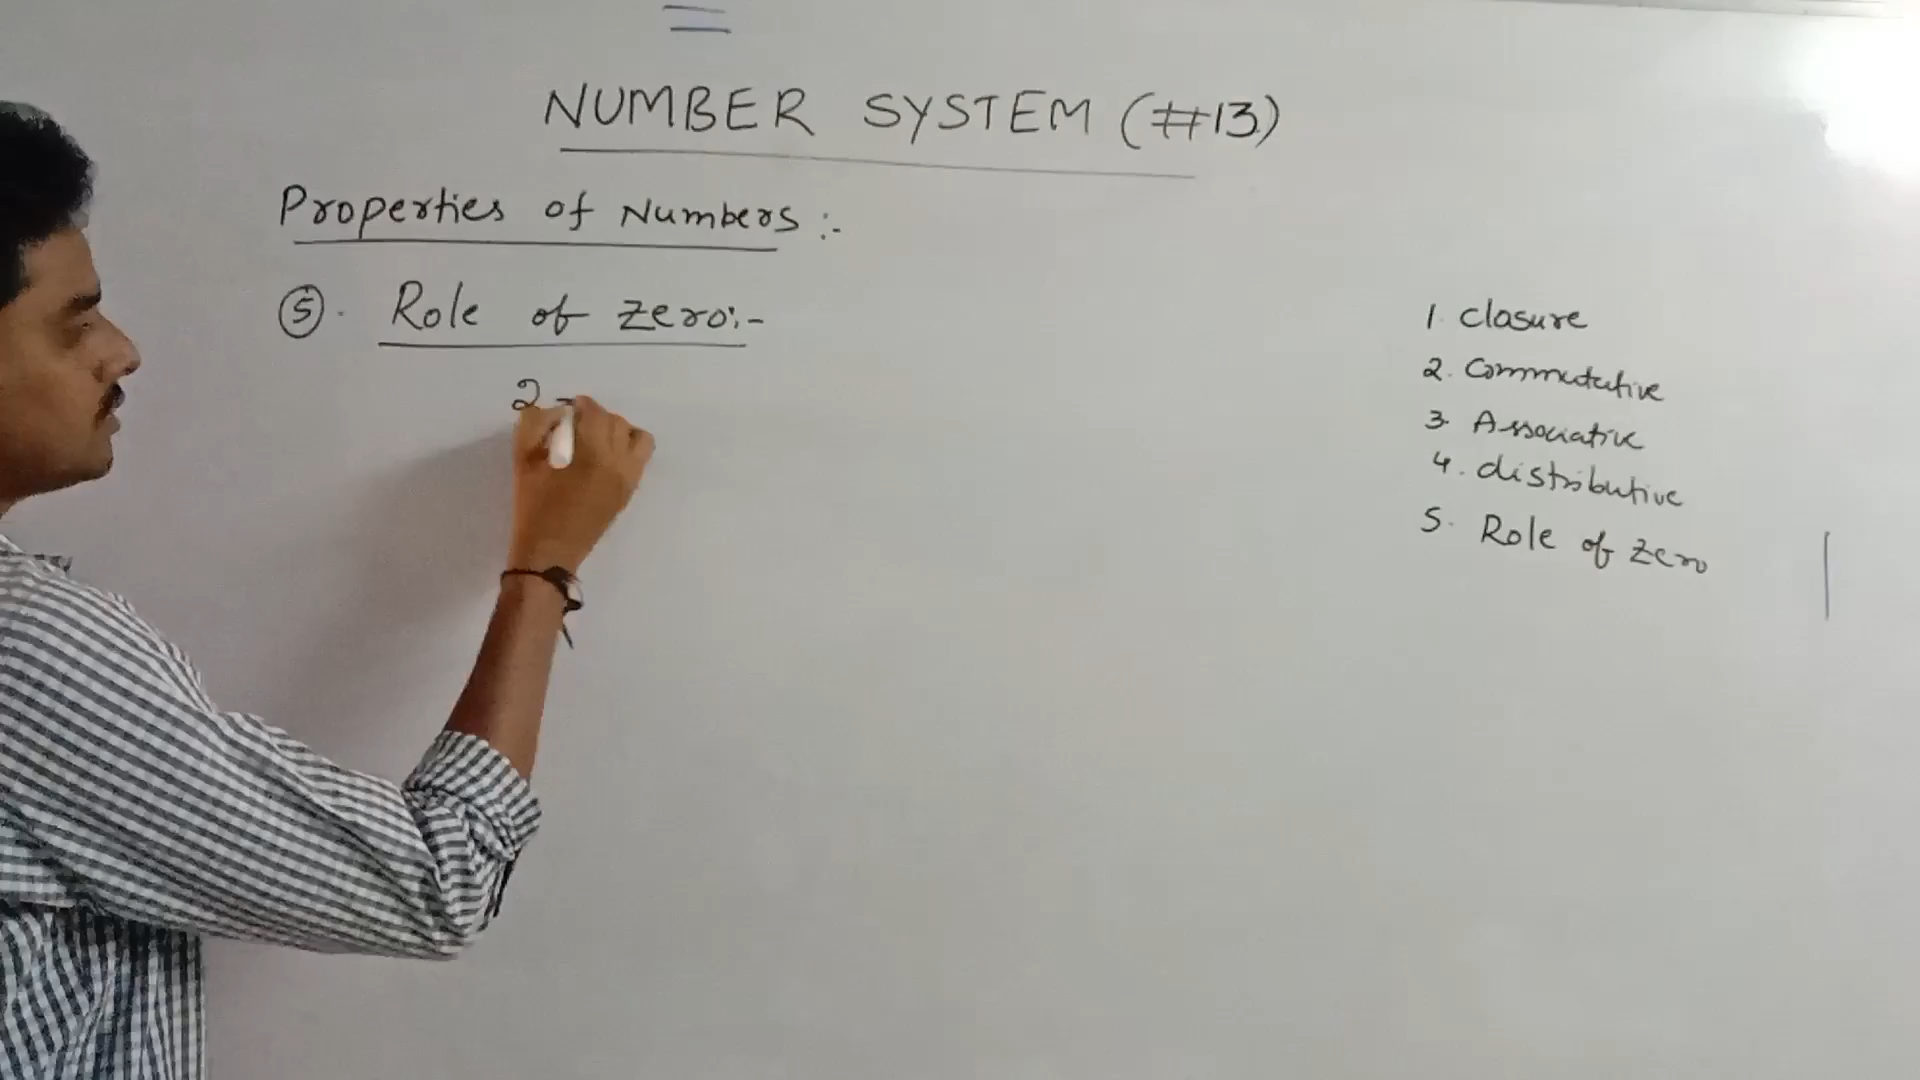 NUMBER SYSTEM (#13)
Properties of Numbers :-
⑤. Role of zero:-
2 -
1. Closure
2. Commutative
3. Associative
4. distributive
5. Role of zero